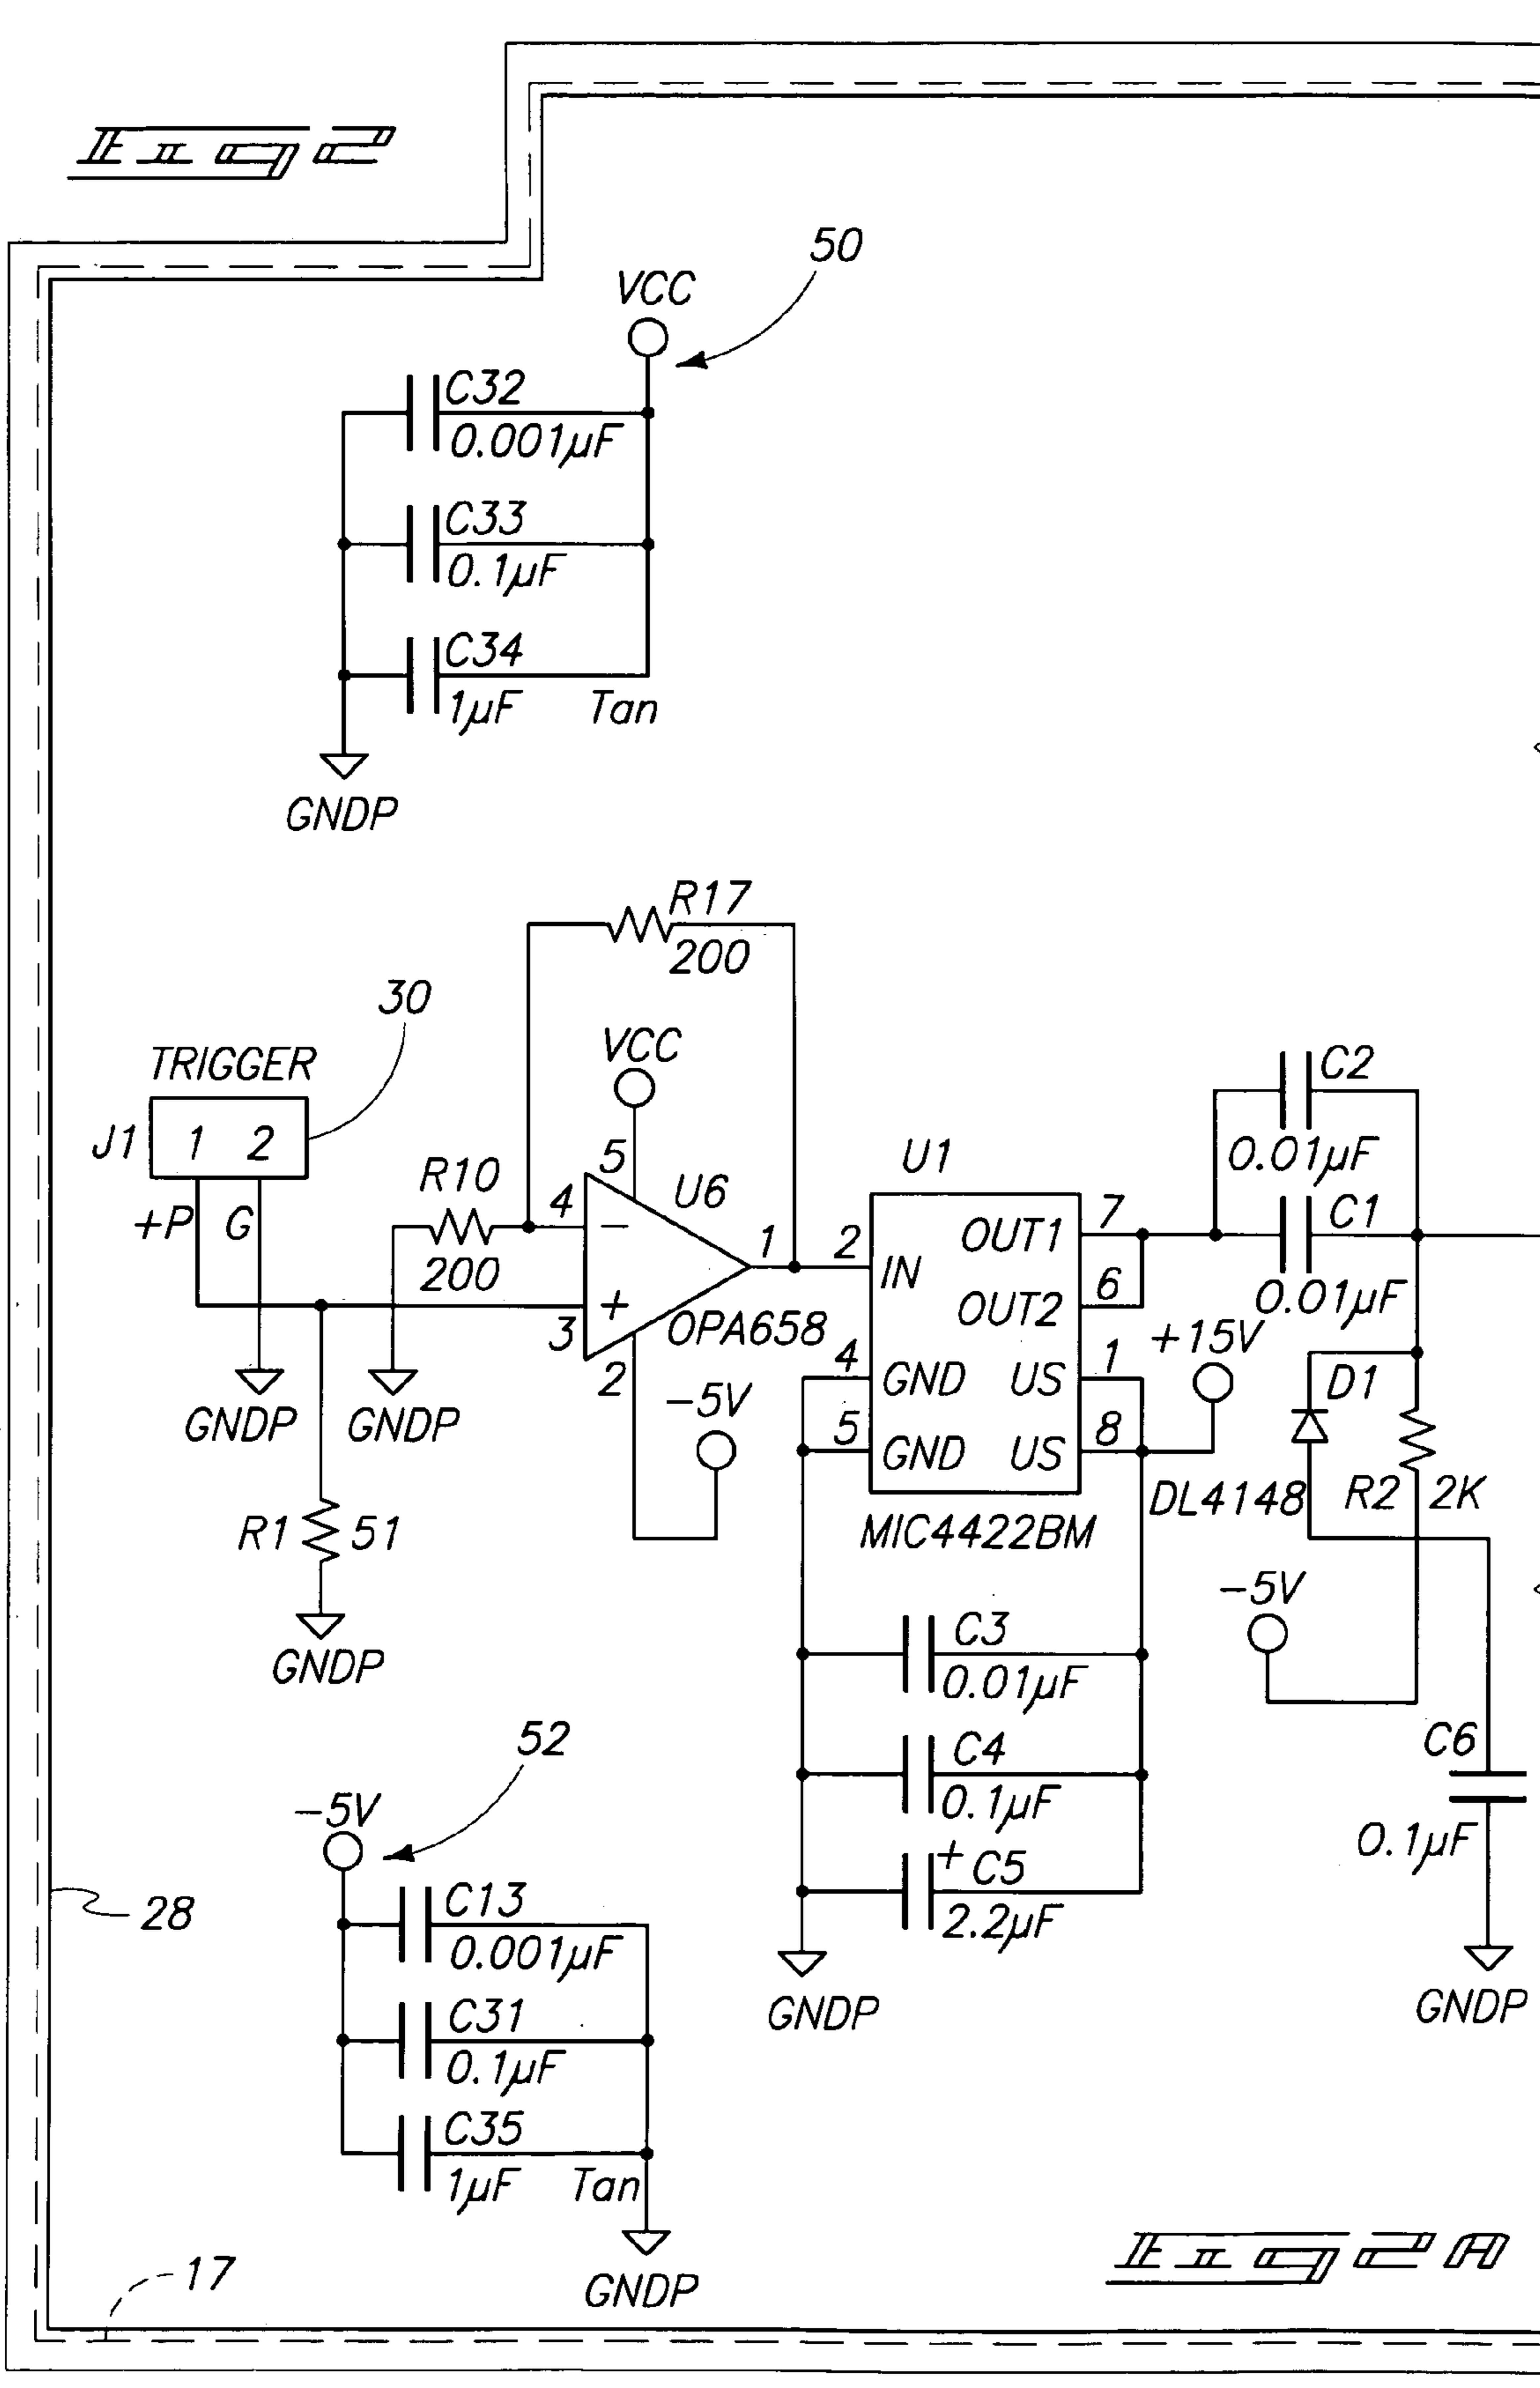 Fig 2
50
VCC
C32
0.001µF
C33
0.1µF
C34
1µF Tan
GNDP
R17
200
30
TRIGGER
J1 1 2
+P G
GNDP
R10
200
GNDP
VCC
5
4
−
U6
1
+
3
OPA658
2
−5V
R1 51
GNDP
U1
2 IN
OUT1 7
OUT2 6
4 GND US 1
5 GND US 8
MIC4422BM
+15V
C2
0.01µF
C1
0.01µF
D1
DL4148
R2 2K
−5V
C3
0.01µF
C4
0.1µF
+ C5
2.2µF
GNDP
C6
0.1µF
GNDP
52
−5V
C13
0.001µF
C31
0.1µF
C35
1µF Tan
GNDP
28
17
Fig 2A